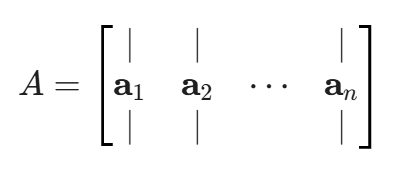 A = [ | | | ]
[ 𝐚₁ 𝐚₂ ⋯ 𝐚ₙ ]
[ | | | ]